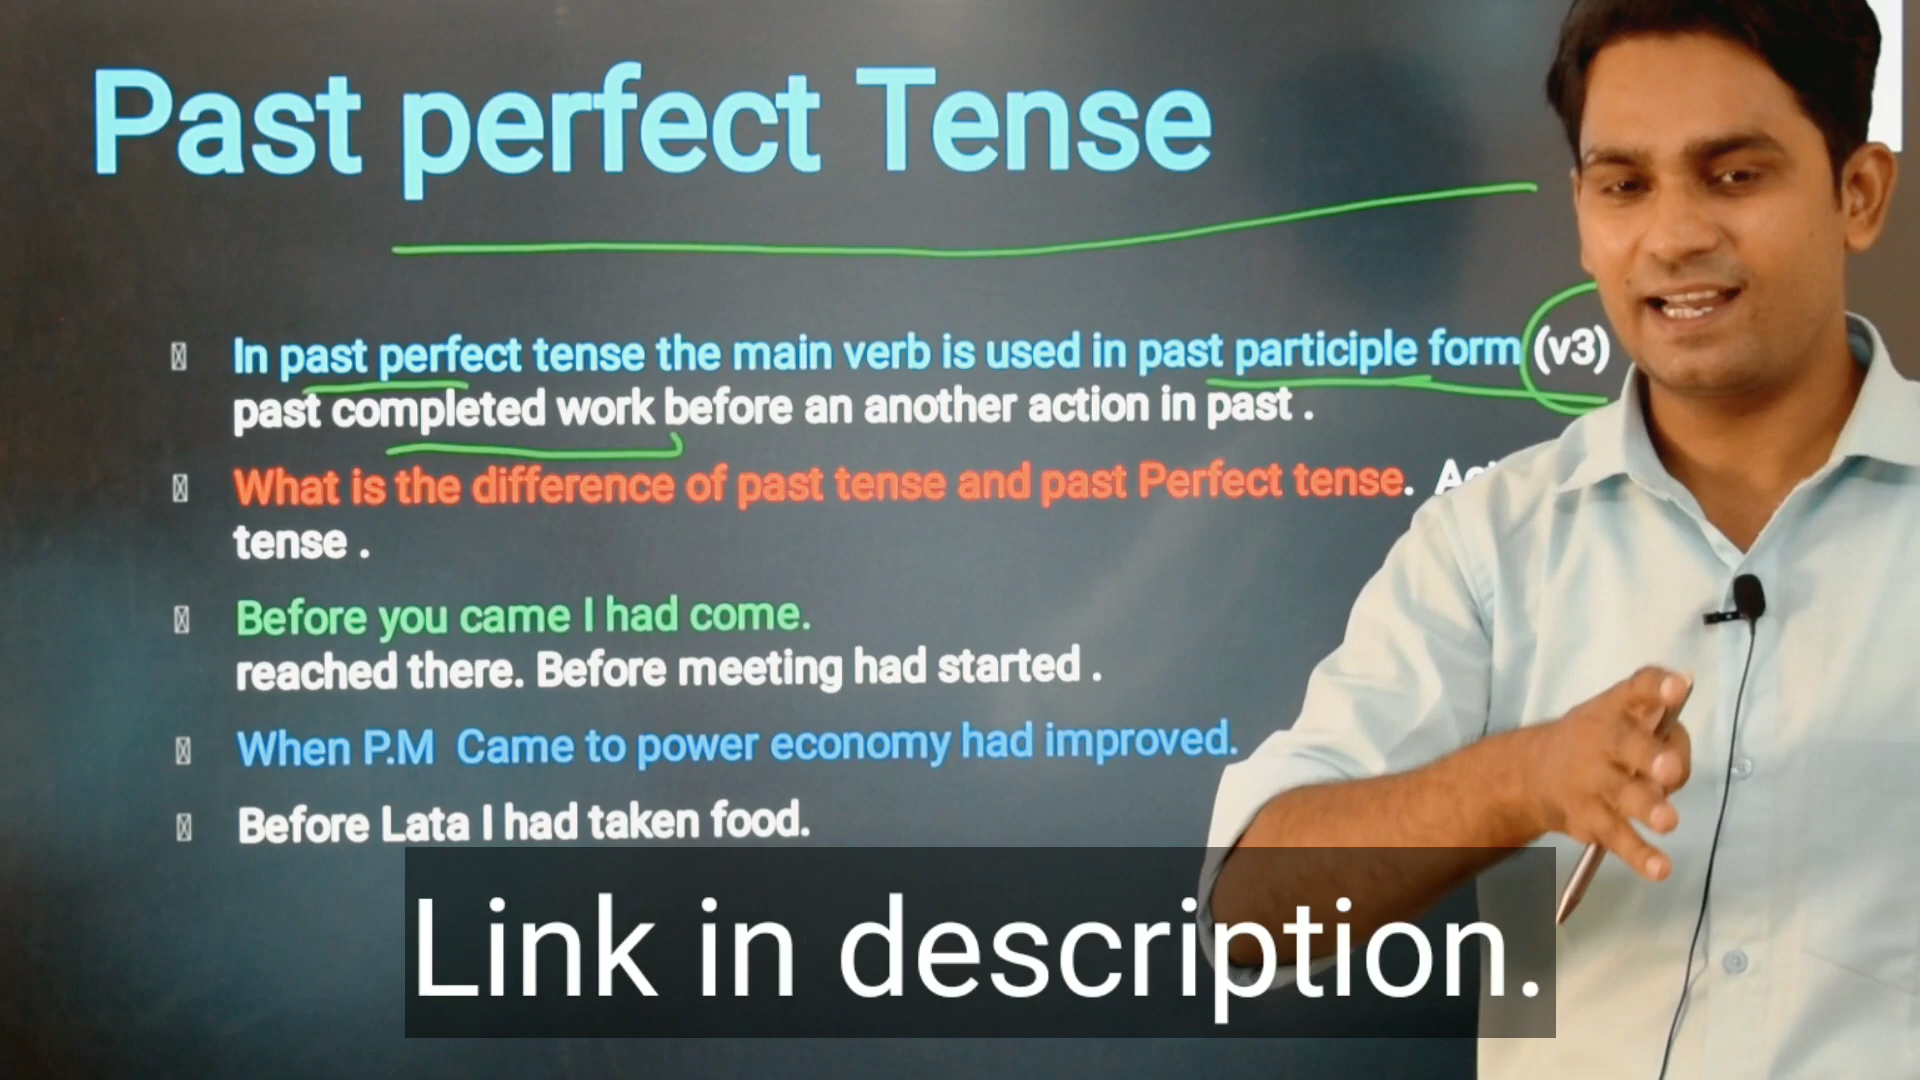 Past perfect Tense
In past perfect tense the main verb is used in past participle form (v3)
past completed work before an another action in past .
What is the difference of past tense and past Perfect tense.
tense .
Before you came I had come.
reached there. Before meeting had started .
When P.M Came to power economy had improved.
Before Lata I had taken food.
Link in description.